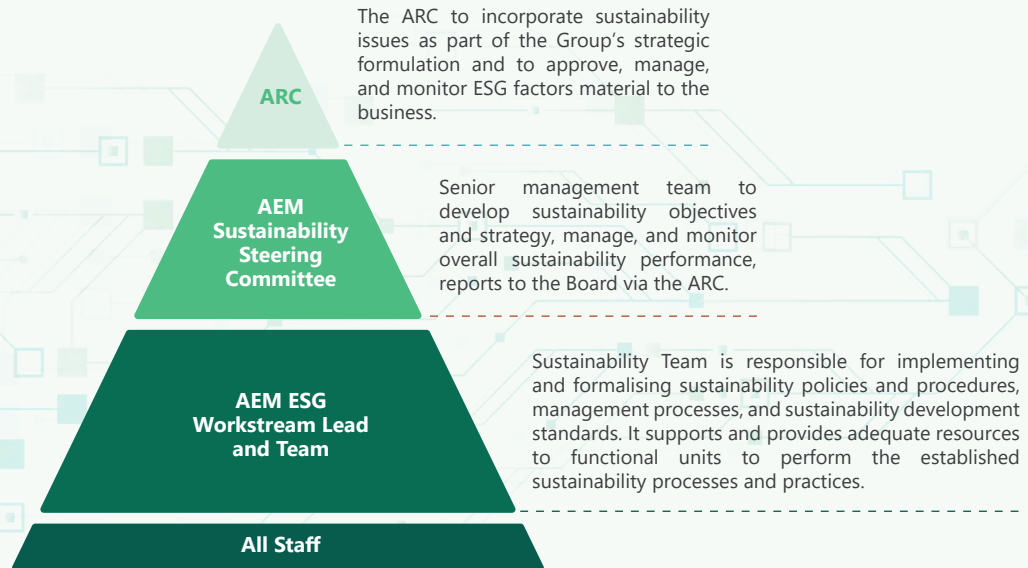 The ARC to incorporate sustainability
issues as part of the Group's strategic
formulation and to approve, manage,
and monitor ESG factors material to the
business.
ARC
Senior management team to
develop sustainability objectives
and strategy, manage, and monitor
overall sustainability performance,
reports to the Board via the ARC.
AEM
Sustainability
Steering
Committee
Sustainability Team is responsible for implementing
and formalising sustainability policies and procedures,
management processes, and sustainability development
standards. It supports and provides adequate resources
to functional units to perform the established
sustainability processes and practices.
AEM ESG
Workstream Lead
and Team
All Staff